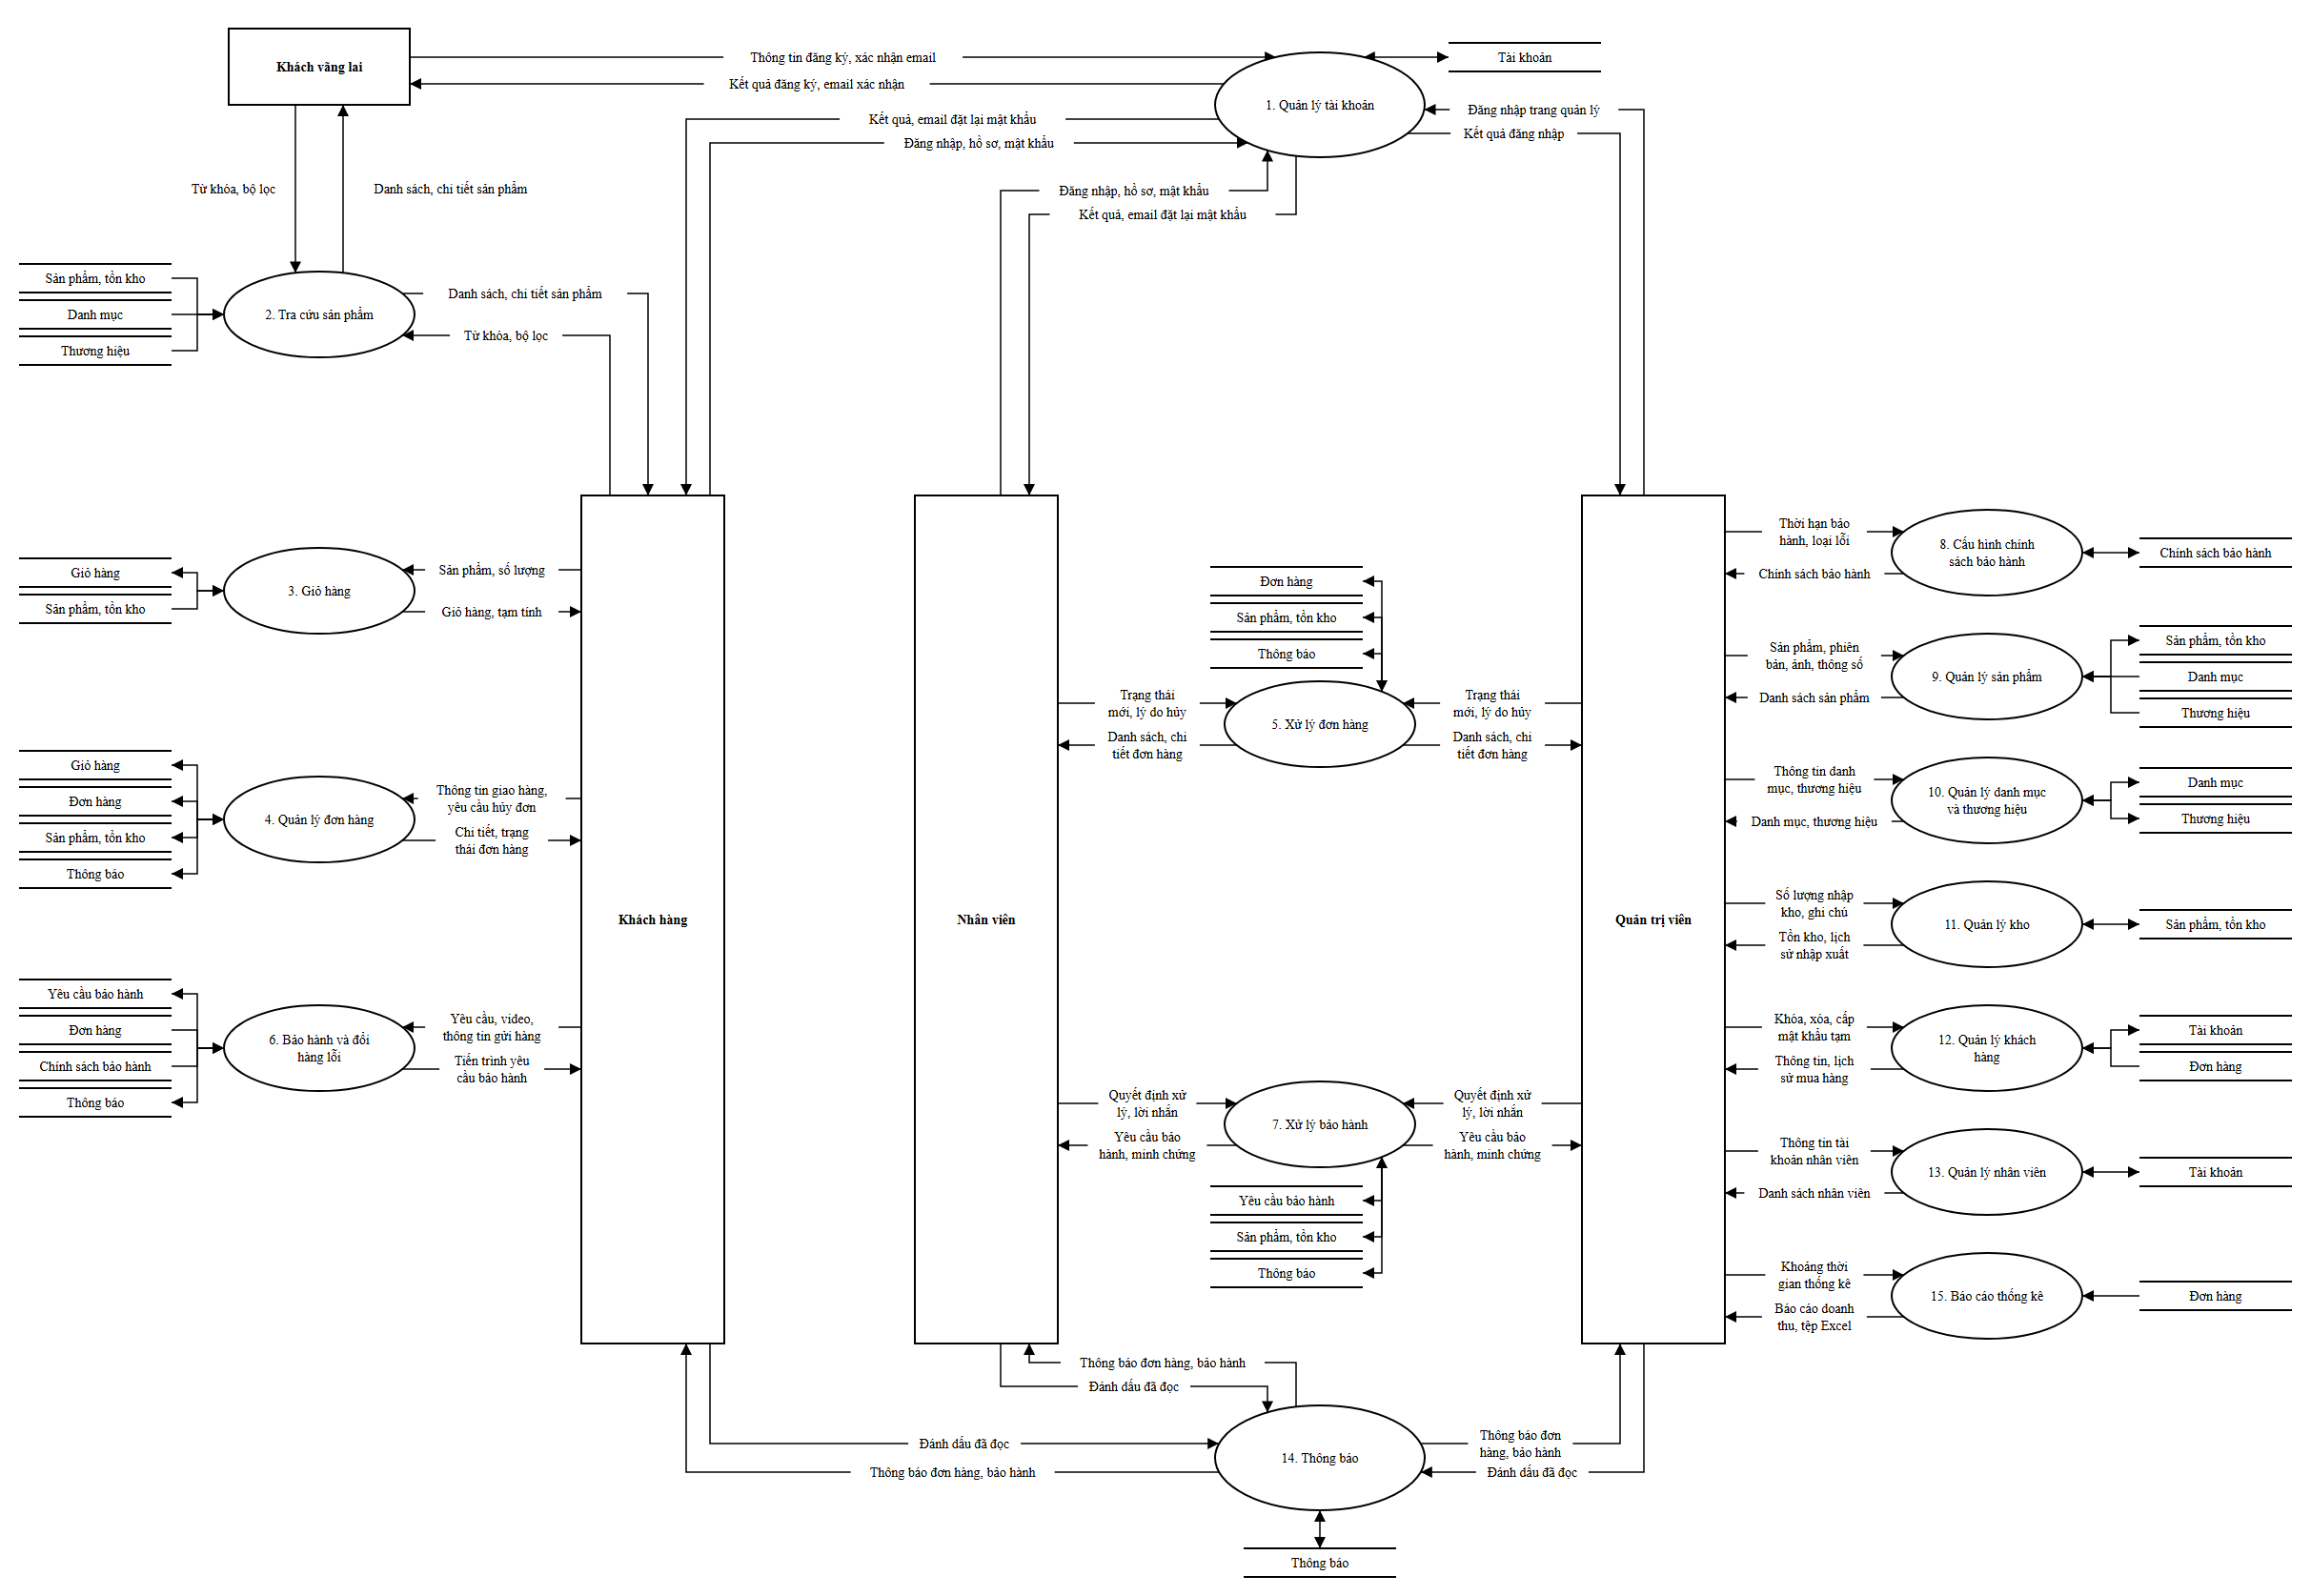 Khách vãng lai
Thông tin đăng ký, xác nhận email
Kết quả đăng ký, email xác nhận
Tài khoản
1. Quản lý tài khoản
Đăng nhập trang quản lý
Kết quả đăng nhập
Kết quả, email đặt lại mật khẩu
Đăng nhập, hồ sơ, mật khẩu
Đăng nhập, hồ sơ, mật khẩu
Kết quả, email đặt lại mật khẩu
Từ khóa, bộ lọc
Danh sách, chi tiết sản phẩm
Sản phẩm, tồn kho
Danh mục
Thương hiệu
2. Tra cứu sản phẩm
Danh sách, chi tiết sản phẩm
Từ khóa, bộ lọc
Giỏ hàng
Sản phẩm, tồn kho
3. Giỏ hàng
Sản phẩm, số lượng
Giỏ hàng, tạm tính
Giỏ hàng
Đơn hàng
Sản phẩm, tồn kho
Thông báo
4. Quản lý đơn hàng
Thông tin giao hàng,
yêu cầu hủy đơn
Chi tiết, trạng
thái đơn hàng
Yêu cầu bảo hành
Đơn hàng
Chính sách bảo hành
Thông báo
6. Bảo hành và đổi
hàng lỗi
Yêu cầu, video,
thông tin gửi hàng
Tiến trình yêu
cầu bảo hành
Khách hàng
Nhân viên
Quản trị viên
Đơn hàng
Sản phẩm, tồn kho
Thông báo
Trạng thái
mới, lý do hủy
Danh sách, chi
tiết đơn hàng
5. Xử lý đơn hàng
Trạng thái
mới, lý do hủy
Danh sách, chi
tiết đơn hàng
Quyết định xử
lý, lời nhắn
Yêu cầu bảo
hành, minh chứng
7. Xử lý bảo hành
Quyết định xử
lý, lời nhắn
Yêu cầu bảo
hành, minh chứng
Yêu cầu bảo hành
Sản phẩm, tồn kho
Thông báo
Thời hạn bảo
hành, loại lỗi
Chính sách bảo hành
8. Cấu hình chính
sách bảo hành
Chính sách bảo hành
Sản phẩm, phiên
bản, ảnh, thông số
Danh sách sản phẩm
9. Quản lý sản phẩm
Sản phẩm, tồn kho
Danh mục
Thương hiệu
Thông tin danh
mục, thương hiệu
Danh mục, thương hiệu
10. Quản lý danh mục
và thương hiệu
Danh mục
Thương hiệu
Số lượng nhập
kho, ghi chú
Tồn kho, lịch
sử nhập xuất
11. Quản lý kho
Sản phẩm, tồn kho
Khóa, xóa, cấp
mật khẩu tạm
Thông tin, lịch
sử mua hàng
12. Quản lý khách
hàng
Tài khoản
Đơn hàng
Thông tin tài
khoản nhân viên
Danh sách nhân viên
13. Quản lý nhân viên
Tài khoản
Khoảng thời
gian thống kê
Báo cáo doanh
thu, tệp Excel
15. Báo cáo thống kê
Đơn hàng
Thông báo đơn hàng, bảo hành
Đánh dấu đã đọc
Đánh dấu đã đọc
Thông báo đơn hàng, bảo hành
14. Thông báo
Thông báo đơn
hàng, bảo hành
Đánh dấu đã đọc
Thông báo